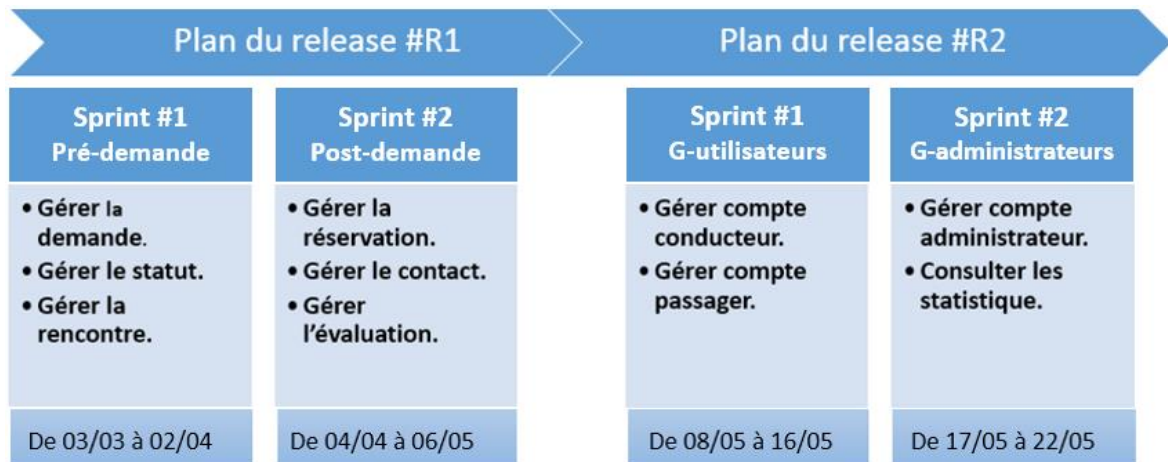 Plan du release #R1
Plan du release #R2
Sprint #1
Pré-demande
• Gérer la
demande.
• Gérer le statut.
• Gérer la
rencontre.
De 03/03 à 02/04
Sprint #2
Post-demande
• Gérer la
réservation.
• Gérer le contact.
• Gérer
l'évaluation.
De 04/04 à 06/05
Sprint #1
G-utilisateurs
• Gérer compte
conducteur.
• Gérer compte
passager.
De 08/05 à 16/05
Sprint #2
G-administrateurs
• Gérer compte
administrateur.
• Consulter les
statistique.
De 17/05 à 22/05